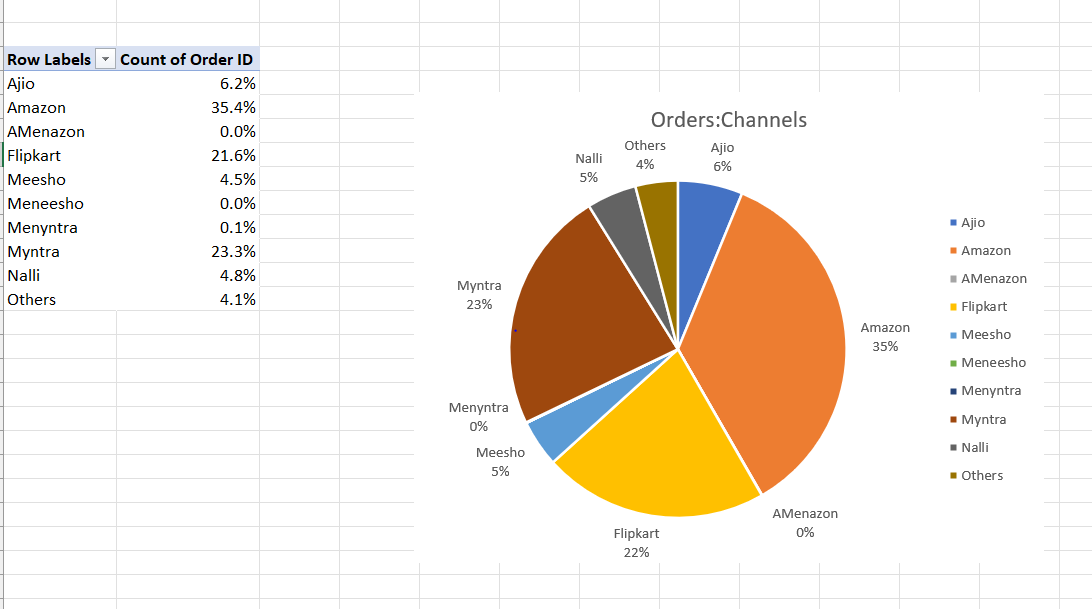 Row Labels Count of Order ID
Ajio 6.2%
Amazon 35.4%
AMenazon 0.0%
Flipkart 21.6%
Meesho 4.5%
Meneesho 0.0%
Menyntra 0.1%
Myntra 23.3%
Nalli 4.8%
Others 4.1%
Orders:Channels
Others
4%
Ajio
6%
Nalli
5%
Myntra
23%
Amazon
35%
Menyntra
0%
Meesho
5%
AMenazon
0%
Flipkart
22%
Ajio
Amazon
AMenazon
Flipkart
Meesho
Meneesho
Menyntra
Myntra
Nalli
Others